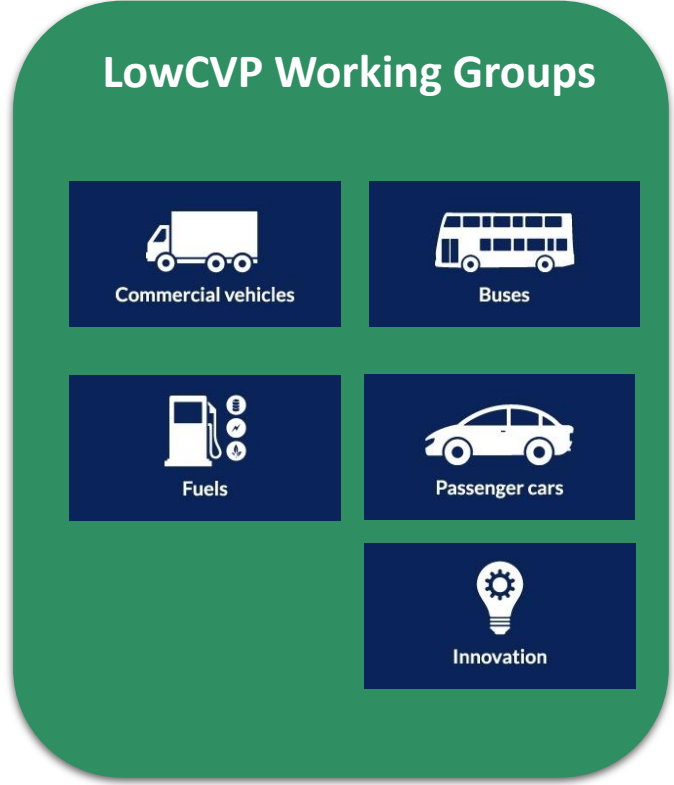 LowCVP Working Groups
Commercial vehicles
Buses
Fuels
Passenger cars
Innovation